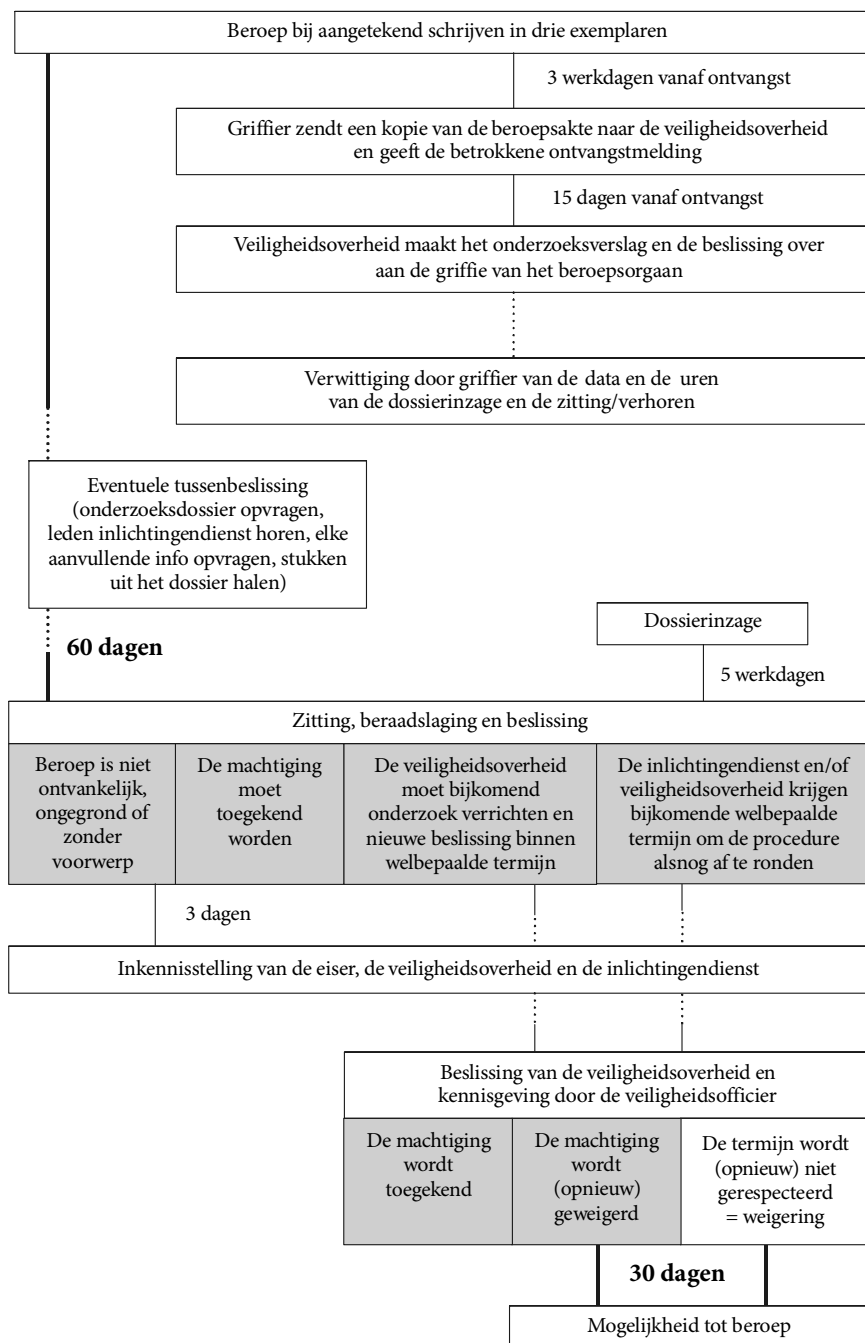 Beroep bij aangetekend schrijven in drie exemplaren
3 werkdagen vanaf ontvangst
Griffier zendt een kopie van de beroepsakte naar de veiligheidsoverheid
en geeft de betrokkene ontvangstmelding
15 dagen vanaf ontvangst
Veiligheidsoverheid maakt het onderzoeksverslag en de beslissing over
aan de griffie van het beroepsorgaan
Verwittiging door griffier van de data en de uren
van de dossierinzage en de zitting/verhoren
Eventuele tussenbeslissing
(onderzoeksdossier opvragen,
leden inlichtingendienst horen, elke
aanvullende info opvragen, stukken
uit het dossier halen)
60 dagen
Dossierinzage
5 werkdagen
Zitting, beraadslaging en beslissing
Beroep is niet
ontvankelijk,
ongegrond of
zonder
voorwerp
De machtiging
moet
toegekend
worden
De veiligheidsoverheid
moet bijkomend
onderzoek verrichten en
nieuwe beslissing binnen
welbepaalde termijn
De inlichtingendienst en/of
veiligheidsoverheid krijgen
bijkomende welbepaalde
termijn om de procedure
alsnog af te ronden
3 dagen
Inkennisstelling van de eiser, de veiligheidsoverheid en de inlichtingendienst
Beslissing van de veiligheidsoverheid en
kennisgeving door de veiligheidsofficier
De machtiging
wordt
toegekend
De machtiging
wordt
(opnieuw)
geweigerd
De termijn wordt
(opnieuw) niet
gerespecteerd
= weigering
30 dagen
Mogelijkheid tot beroep